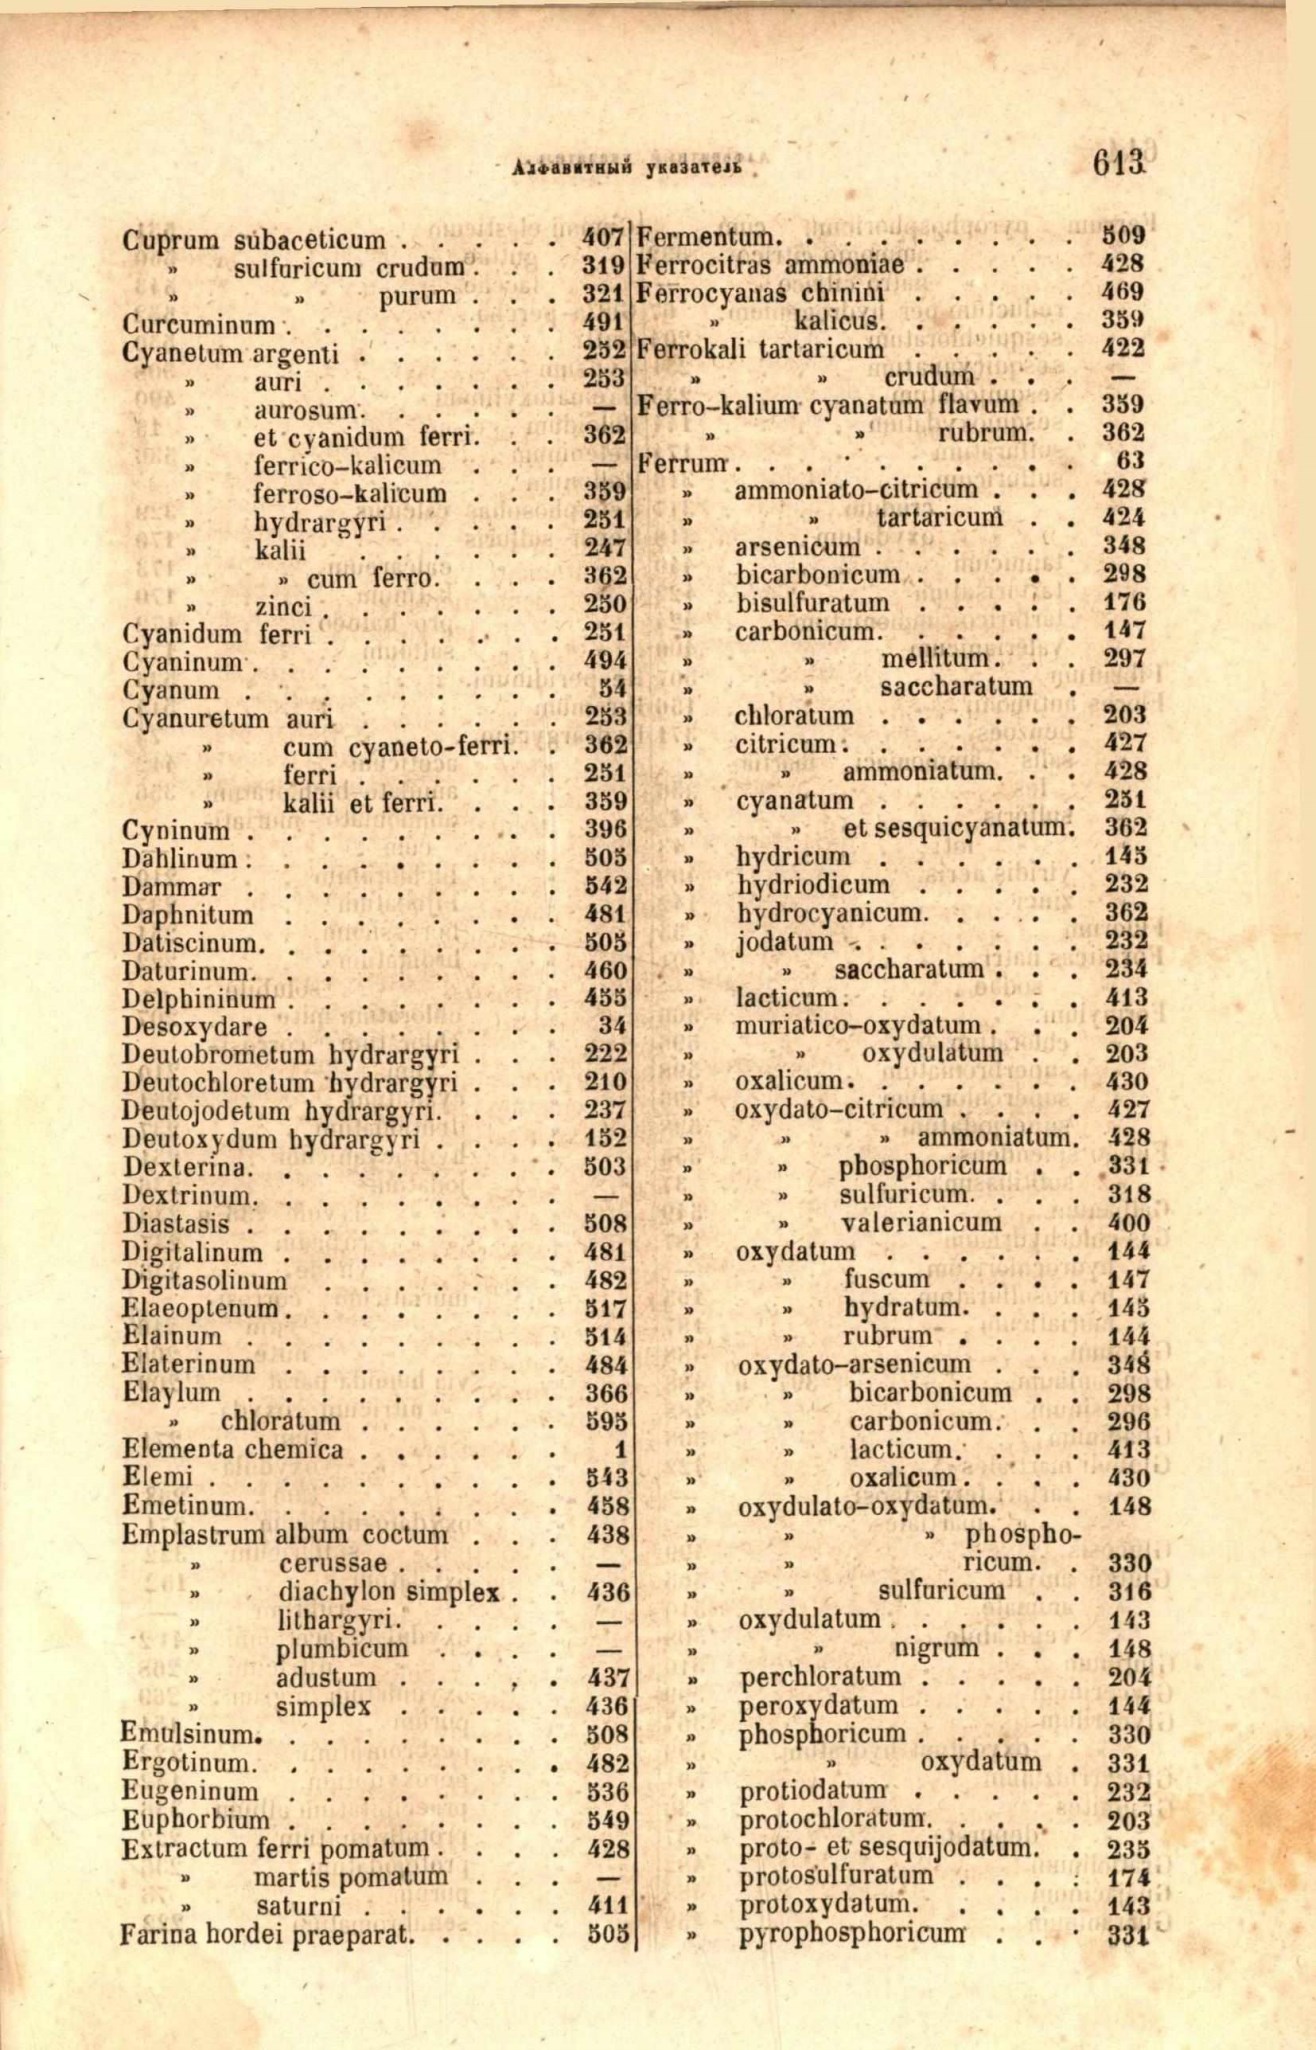 Алфавитный указатель
613
Cuprum subaceticum . . . . . 407
» sulfuricum crudum . . . 319
» » purum . . . 321
Curcuminum . . . . . . . 491
Cyanetum argenti . . . . . . 252
» auri . . . . . . . 253
» aurosum . . . . . . —
» et cyanidum ferri. . . 362
» ferrico-kalicum . . . —
» ferroso-kalicum . . . 359
» hydrargyri . . . . . 251
» kalii . . . . . . 247
» » cum ferro. . . . 362
» zinci . . . . . . . 250
Cyanidum ferri . . . . . . . 251
Cyaninum . . . . . . . . 494
Cyanum . . . . . . . . . 54
Cyanuretum auri . . . . . . 253
» cum cyaneto-ferri. . 362
» ferri . . . . . . 251
» kalii et ferri. . . . 359
Cyninum . . . . . . . . . 396
Dahlinum . . . . . . . . 505
Dammar . . . . . . . . . 542
Daphnitum . . . . . . . . 481
Datiscinum. . . . . . . . . 505
Daturinum. . . . . . . . . 460
Delphininum . . . . . . . . 455
Desoxydare . . . . . . . . 34
Deutobrometum hydrargyri . . . 222
Deutochloretum hydrargyri . . . 210
Deutojodetum hydrargyri. . . . 237
Deutoxydum hydrargyri . . . . 152
Dexterina. . . . . . . . . 503
Dextrinum. . . . . . . . . —
Diastasis . . . . . . . . . 508
Digitalinum . . . . . . . . 481
Digitasolinum . . . . . . . 482
Elaeoptenum . . . . . . . . 517
Elainum . . . . . . . . . 514
Elaterinum . . . . . . . . 484
Elaylum . . . . . . . . . 366
» chloratum . . . . . . 595
Elementa chemica . . . . . . 1
Elemi . . . . . . . . . . 543
Emetinum. . . . . . . . . 458
Emplastrum album coctum . . . 438
» cerussae . . . . . —
» diachylon simplex . . 436
» lithargyri. . . . . —
» plumbicum . . . . —
» adustum . . . . . 437
» simplex . . . . . 436
Emulsinum. . . . . . . . . 508
Ergotinum. . . . . . . . . 482
Eugeninum . . . . . . . . 536
Euphorbium . . . . . . . . 549
Extractum ferri pomatum . . . . 428
» martis pomatum . . . —
» saturni . . . . . . 411
Farina hordei praeparat. . . . . 505
Fermentum. . . . . . . . . 509
Ferrocitras ammoniae . . . . . 428
Ferrocyanas chinini . . . . . 469
» kalicus. . . . . . 359
Ferrokali tartaricum . . . . . 422
» » crudum . . . —
Ferro-kalium cyanatum flavum . . 359
» » rubrum. . 362
Ferrum . . . . . . . . . 63
» ammoniato-citricum . . . 428
» » tartaricum . . 424
» arsenicum . . . . . . 348
» bicarbonicum . . . . . 298
» bisulfuratum . . . . . 176
» carbonicum. . . . . . 147
» » mellitum. . . 297
» » saccharatum . —
» chloratum . . . . . . 203
» citricum . . . . . . . 427
» » ammoniatum. . . 428
» cyanatum . . . . . . 251
» » et sesquicyanatum. 362
» hydricum . . . . . . 145
» hydriodicum . . . . . 232
» hydrocyanicum. . . . . 362
» jodatum . . . . . . . 232
» » saccharatum . . . 234
» lacticum . . . . . . . 413
» muriatico-oxydatum . . . 204
» » oxydulatum . . 203
» oxalicum . . . . . . . 430
» oxydato-citricum . . . . 427
» » » ammoniatum. 428
» » phosphoricum . . 331
» » sulfuricum. . . . 318
» » valerianicum . . 400
» oxydatum . . . . . . 144
» » fuscum . . . . 147
» » hydratum. . . . 145
» » rubrum . . . . 144
» oxydato-arsenicum . . . 348
» » bicarbonicum . . 298
» » carbonicum. . . 296
» » lacticum. . . . 413
» » oxalicum . . . . 430
» oxydulato-oxydatum. . . 148
» » » phospho-
» » ricum. . 330
» » sulfuricum . . 316
» oxydulatum . . . . . . 143
» » nigrum . . . 148
» perchloratum . . . . . 204
» peroxydatum . . . . . 144
» phosphoricum . . . . . 330
» » oxydatum . 331
» protiodatum . . . . . 232
» protochloratum. . . . . 203
» proto- et sesquijodatum. . 235
» protosulfuratum . . . . 174
» protoxydatum. . . . . 143
» pyrophosphoricum . . . 331